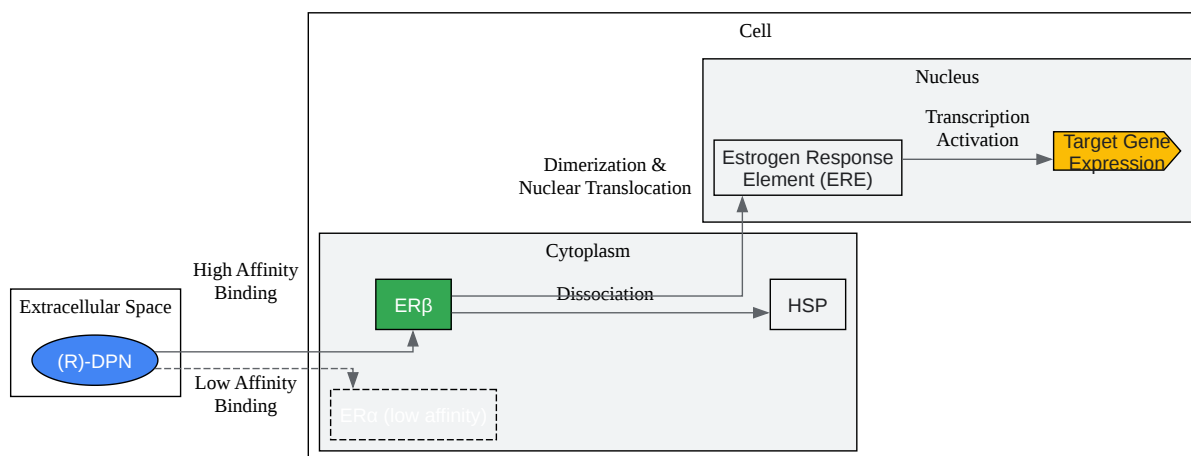 Cell
Nucleus
Transcription
Activation
Target Gene
Expression
Estrogen Response
Element (ERE)
Dimerization &
Nuclear Translocation
Cytoplasm
High Affinity
Binding
Dissociation
ERβ
HSP
Extracellular Space
(R)-DPN
Low Affinity
Binding
ERα (low affinity)